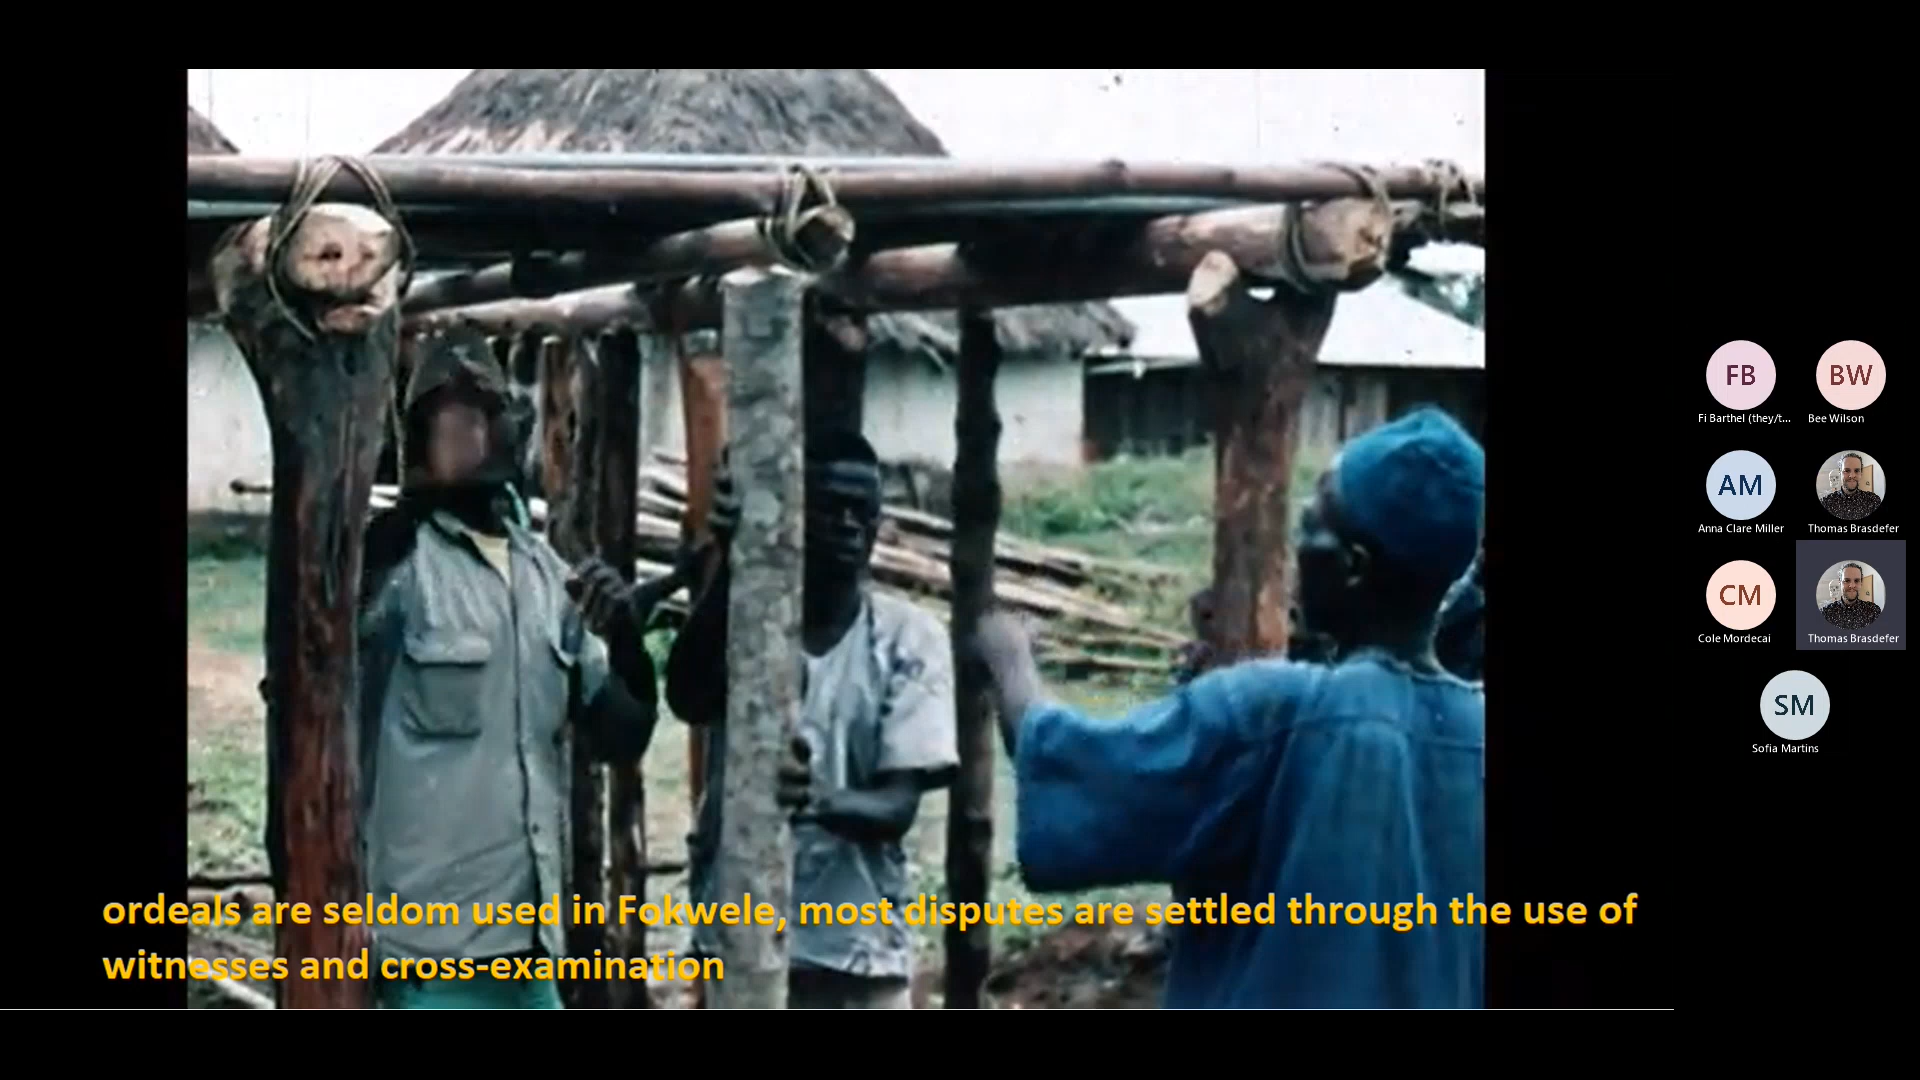 ordeals are seldom used in Fokwele, most disputes are settled through the use of
witnesses and cross-examination
FB
BW
Fi Barthel (they/t...
Bee Wilson
AM
Anna Clare Miller
Thomas Brasdefer
CM
Cole Mordecai
Thomas Brasdefer
SM
Sofia Martins